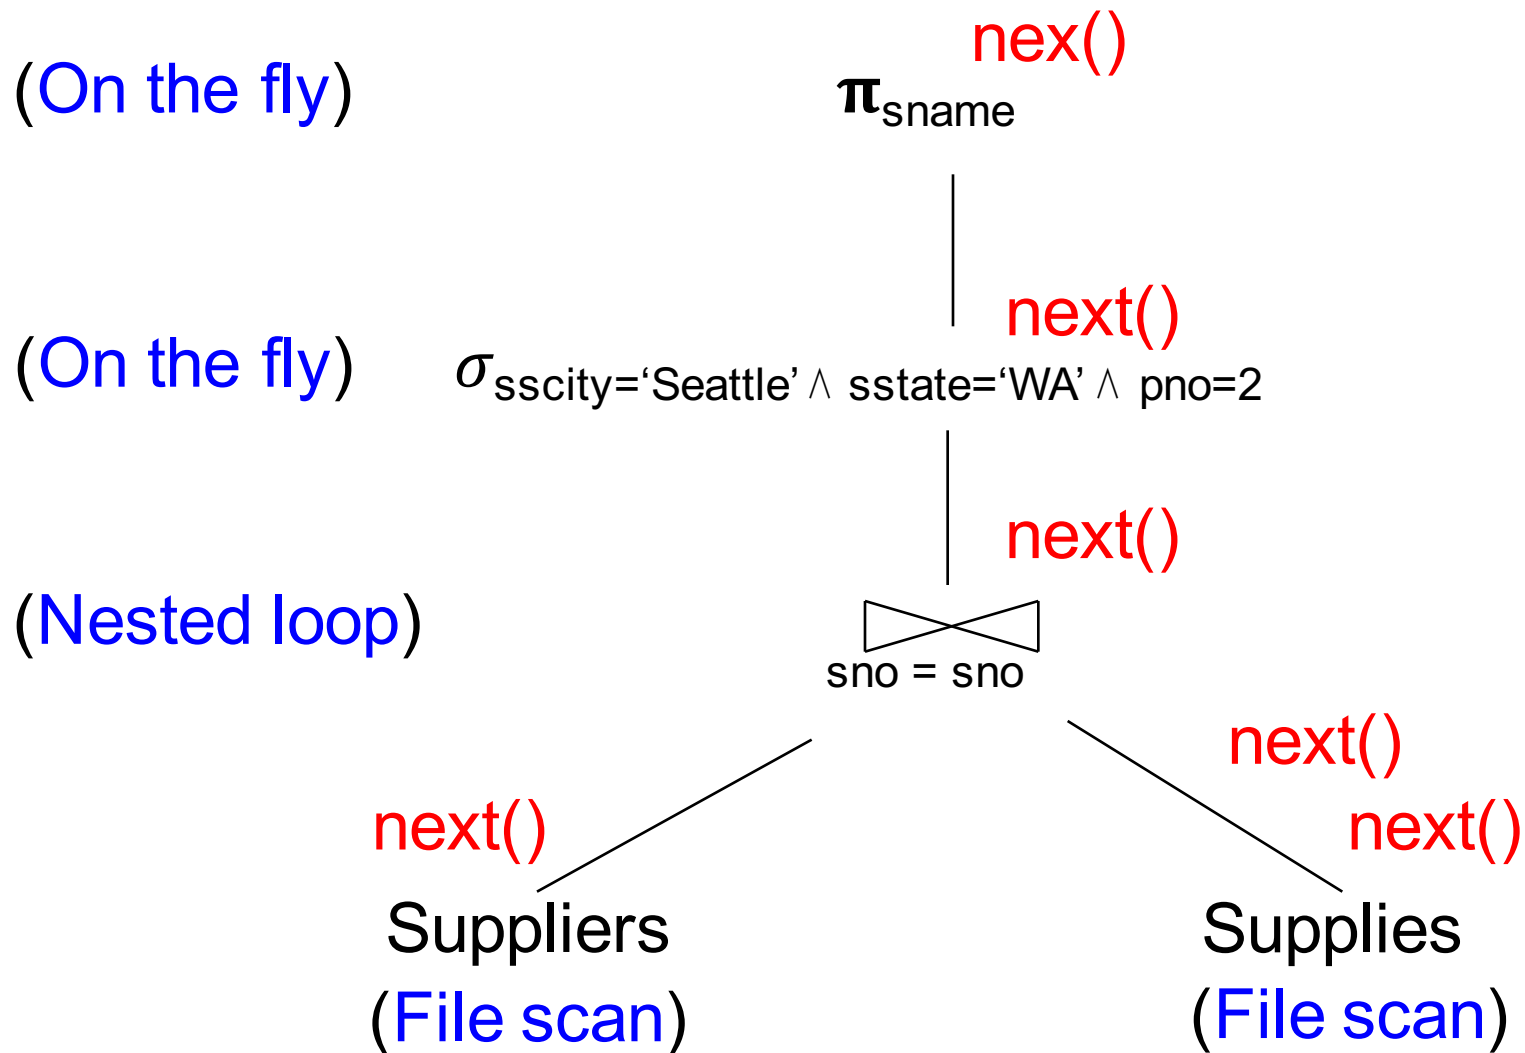 nex()
(On the fly)
πsname
next()
(On the fly)
σsscity=‘Seattle’ ∧ sstate=‘WA’ ∧ pno=2
next()
(Nested loop)
sno = sno
next()
next()
next()
Suppliers
Supplies
(File scan)
(File scan)